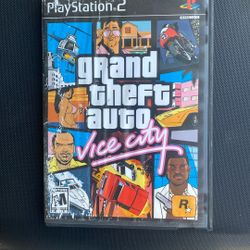 PlayStation 2
grand
theft
auto
Vice City
M
R